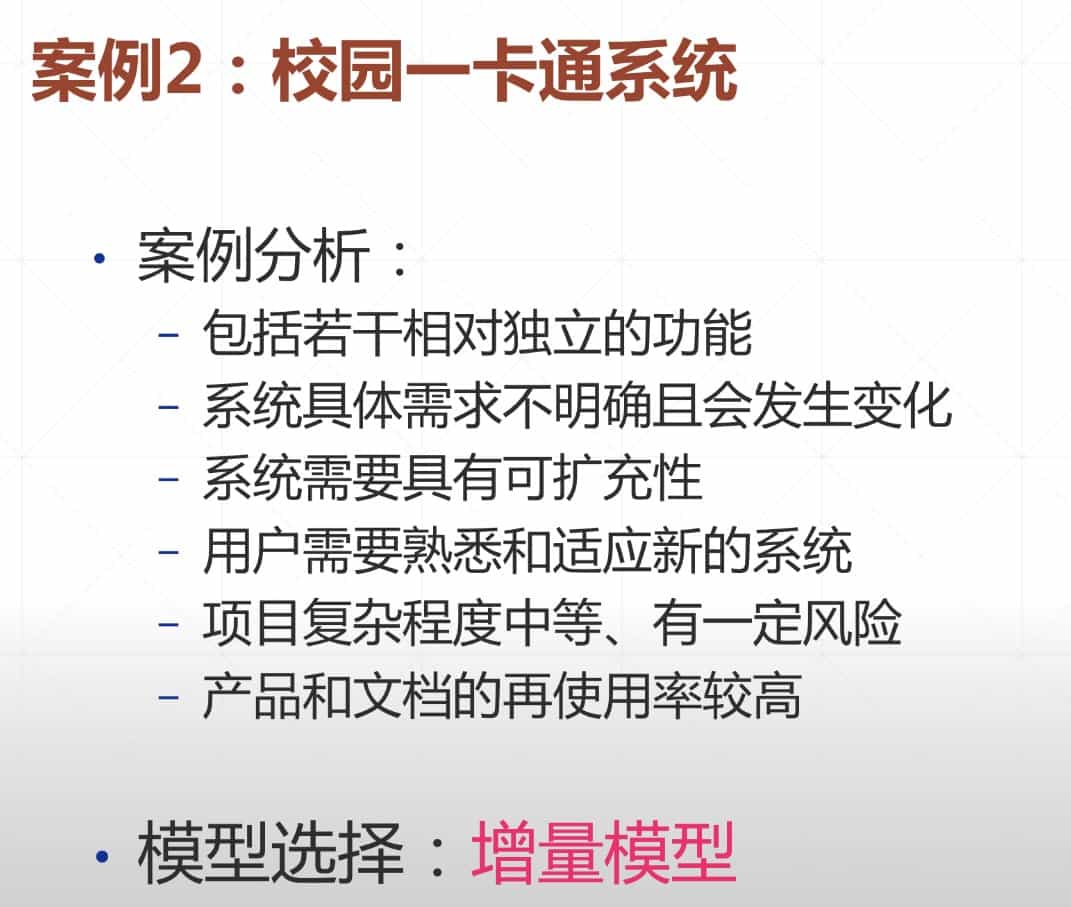 案例2：校园一卡通系统
• 案例分析：
– 包括若干相对独立的功能
– 系统具体需求不明确且会发生变化
– 系统需要具有可扩充性
– 用户需要熟悉和适应新的系统
– 项目复杂程度中等、有一定风险
– 产品和文档的再使用率较高
• 模型选择：增量模型